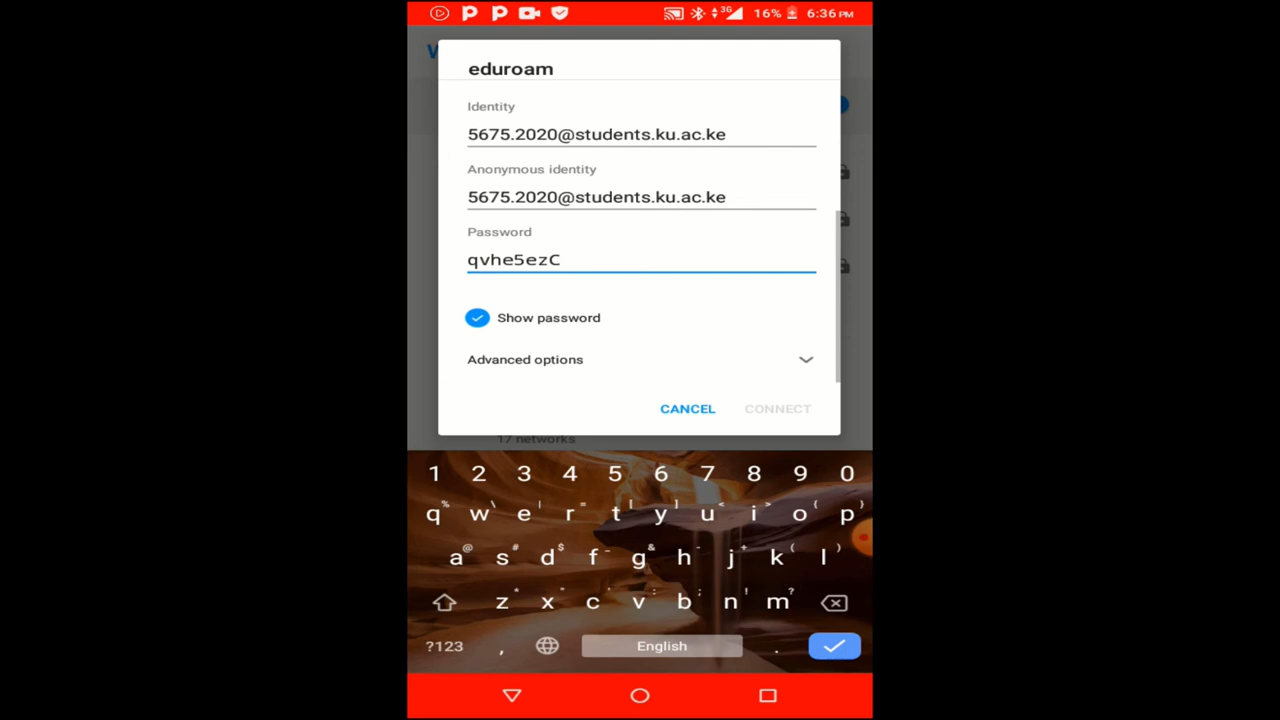 3G 16% 6:36 PM
eduroam
Identity
5675.2020@students.ku.ac.ke
Anonymous identity
5675.2020@students.ku.ac.ke
Password
qvhe5ezC
Show password
Advanced options
CANCEL CONNECT
17 networks
1 2 3 4 5 6 7 8 9 0
q% w\ e| r= t[ y] u< i> o{ p}
a@ s# d$ f_ g& h- j+ k( l)
z* x" c' v: b; n! m?
?123 , English .